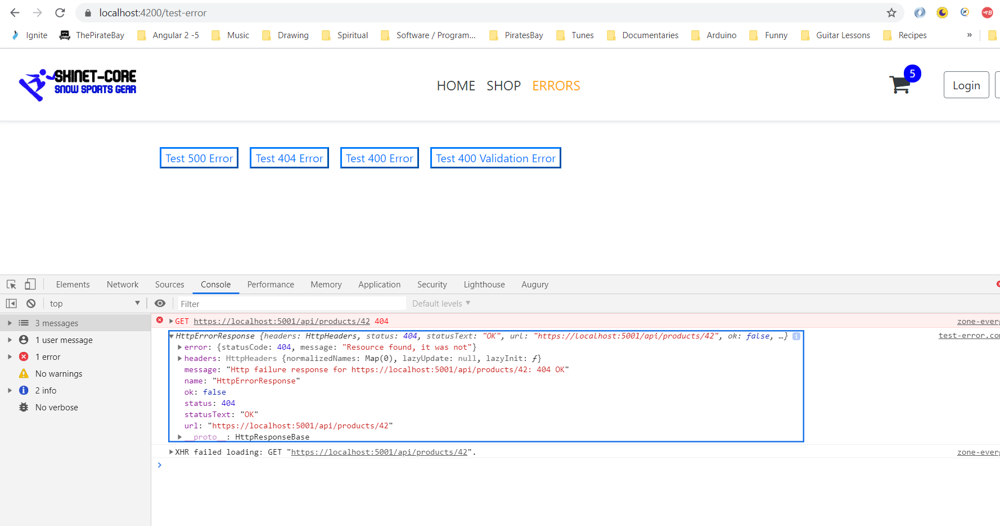 localhost:4200/test-error
Ignite ThePirateBay Angular 2 -5 Music Drawing Spiritual Software / Program... PiratesBay Tunes Documentaries Arduino Funny Guitar Lessons Recipes »
SHINET-CORE
SNOW SPORTS GEAR
HOME SHOP ERRORS
5
Login
Test 500 Error Test 404 Error Test 400 Error Test 400 Validation Error
Elements Network Sources Console Performance Memory Application Security Lighthouse Augury
top Filter Default levels
3 messages
1 user message
1 error
No warnings
2 info
No verbose
GET https://localhost:5001/api/products/42 404 zone-everg
HttpErrorResponse {headers: HttpHeaders, status: 404, statusText: "OK", url: "https://localhost:5001/api/products/42", ok: false, …} i test-error.com
error: {statusCode: 404, message: "Resource found, it was not"}
headers: HttpHeaders {normalizedNames: Map(0), lazyUpdate: null, lazyInit: ƒ}
message: "Http failure response for https://localhost:5001/api/products/42: 404 OK"
name: "HttpErrorResponse"
ok: false
status: 404
statusText: "OK"
url: "https://localhost:5001/api/products/42"
__proto__: HttpResponseBase
XHR failed loading: GET "https://localhost:5001/api/products/42". zone-everg